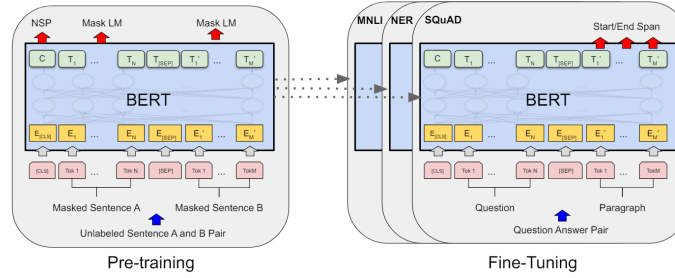 NSP Mask LM Mask LM
C T1 ... TN T[SEP] T1' ... TM'
BERT
E[CLS] E1 ... EN E[SEP] E1' ... EM'
[CLS] Tok 1 ... Tok N [SEP] Tok 1 ... TokM
Masked Sentence A Masked Sentence B
Unlabeled Sentence A and B Pair
Pre-training
MNLI NER SQuAD
Start/End Span
C T1 ... TN T[SEP] T1' ... TM'
BERT
E[CLS] E1 ... EN E[SEP] E1' ... EM'
[CLS] Tok 1 ... Tok N [SEP] Tok 1 ... TokM
Question Paragraph
Question Answer Pair
Fine-Tuning